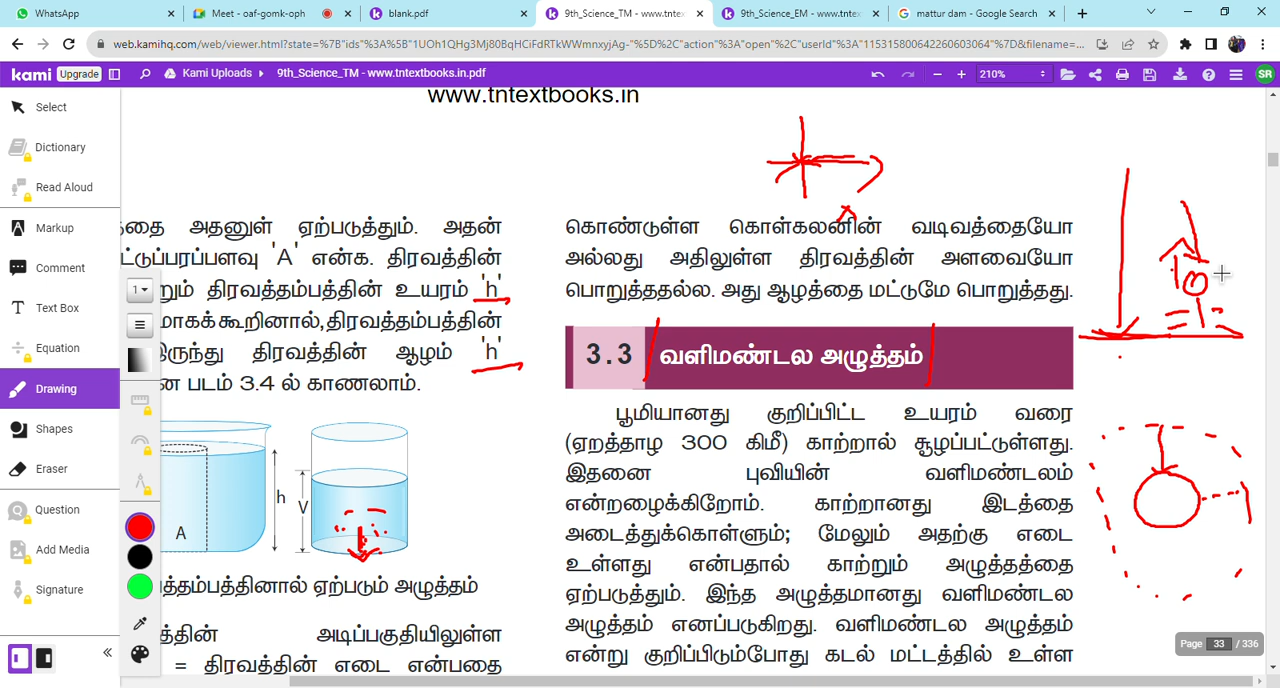 WhatsApp
Meet - oaf-gomk-oph
blank.pdf
9th_Science_TM - www.tntex
9th_Science_EM - www.tntex
mattur dam - Google Search
web.kamihq.com/web/viewer.html?state=%7B"ids"%3A%5B"1UOh1QHg3Mj80BqHCiFdRTkWWmnxyjAg-"%5D%2C"action"%3A"open"%2C"userId"%3A"115315800642260603064"%7D&filename=...
kami Upgrade
Kami Uploads
9th_Science_TM - www.tntextbooks.in.pdf
210%
SR
Select
Dictionary
Read Aloud
Markup
Comment
Text Box
Equation
Drawing
Shapes
Eraser
Question
Add Media
Signature
1
www.tntextbooks.in
த்தை அதனுள் ஏற்படுத்தும். அதன்
ட்டுப்பரப்பளவு 'A' என்க. திரவத்தின்
றும் திரவத்தம்பத்தின் உயரம் 'h'
மாகக் கூறினால், திரவத்தம்பத்தின்
இருந்து திரவத்தின் ஆழம் 'h'
ன படம் 3.4 ல் காணலாம்.
A
h
V
த்தம்பத்தினால் ஏற்படும் அழுத்தம்
த்தின் அடிப்பகுதியிலுள்ள
= திரவத்தின் எடை என்பதை
கொண்டுள்ள கொள்கலனின் வடிவத்தையோ
அல்லது அதிலுள்ள திரவத்தின் அளவையோ
பொறுத்ததல்ல. அது ஆழத்தை மட்டுமே பொறுத்தது.
3.3 வளிமண்டல அழுத்தம்
பூமியானது குறிப்பிட்ட உயரம் வரை
(ஏறத்தாழ 300 கிமீ) காற்றால் சூழப்பட்டுள்ளது.
இதனை புவியின் வளிமண்டலம்
என்றழைக்கிறோம். காற்றானது இடத்தை
அடைத்துக்கொள்ளும்; மேலும் அதற்கு எடை
உள்ளது என்பதால் காற்றும் அழுத்தத்தை
ஏற்படுத்தும். இந்த அழுத்தமானது வளிமண்டல
அழுத்தம் எனப்படுகிறது. வளிமண்டல அழுத்தம்
என்று குறிப்பிடும்போது கடல் மட்டத்தில் உள்ள
Page 33 / 336